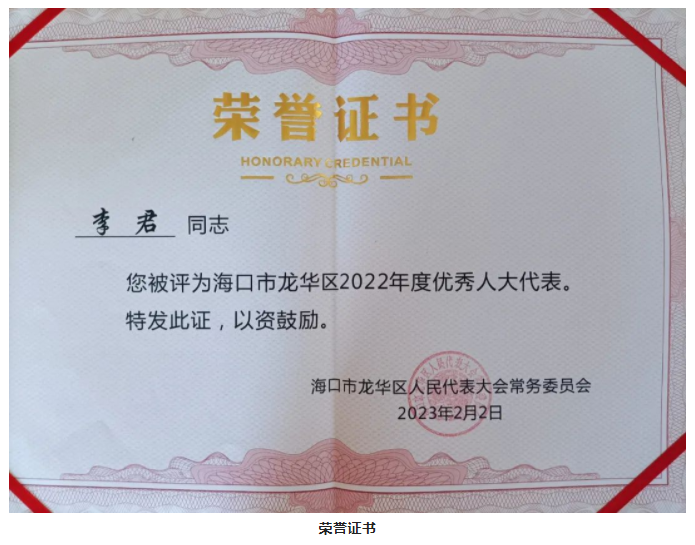 荣誉证书
HONORARY CREDENTIAL
李 君 同志
您被评为海口市龙华区2022年度优秀人大代表。
特发此证，以资鼓励。
海口市龙华区人民代表大会常务委员会
2023年2月2日
荣誉证书